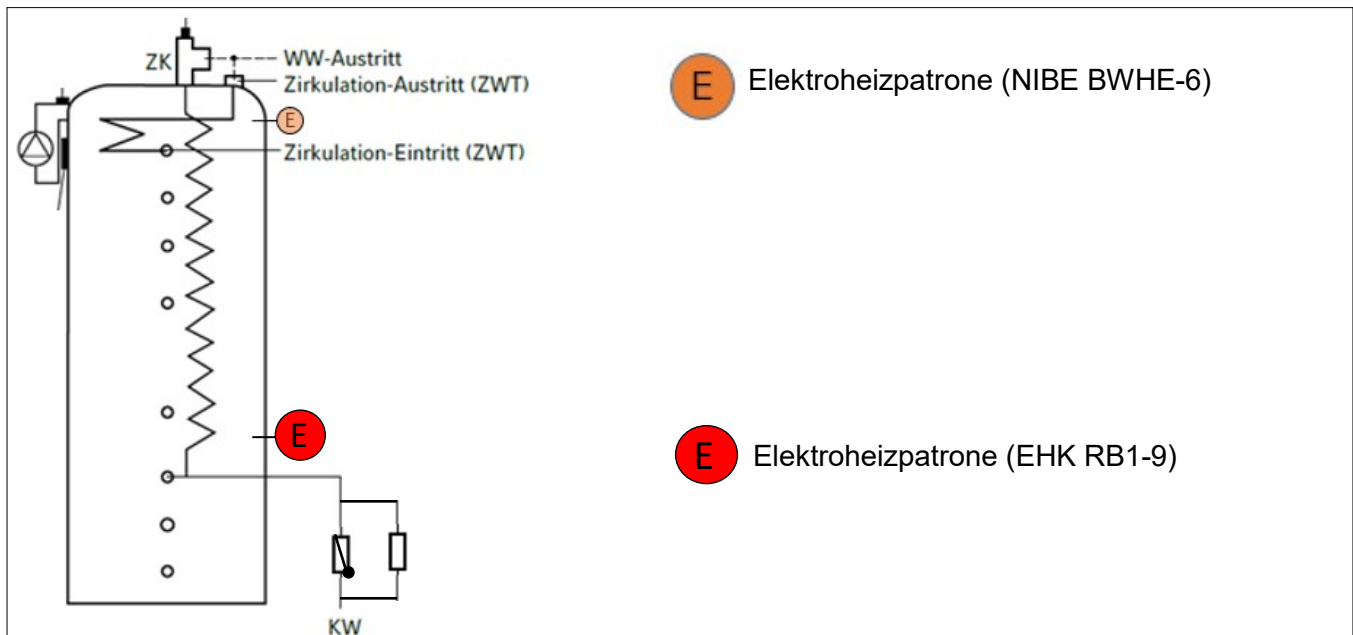 ZK
WW-Austritt
Zirkulation-Austritt (ZWT)
E
Zirkulation-Eintritt (ZWT)
E
KW
E Elektroheizpatrone (NIBE BWHE-6)
E Elektroheizpatrone (EHK RB1-9)